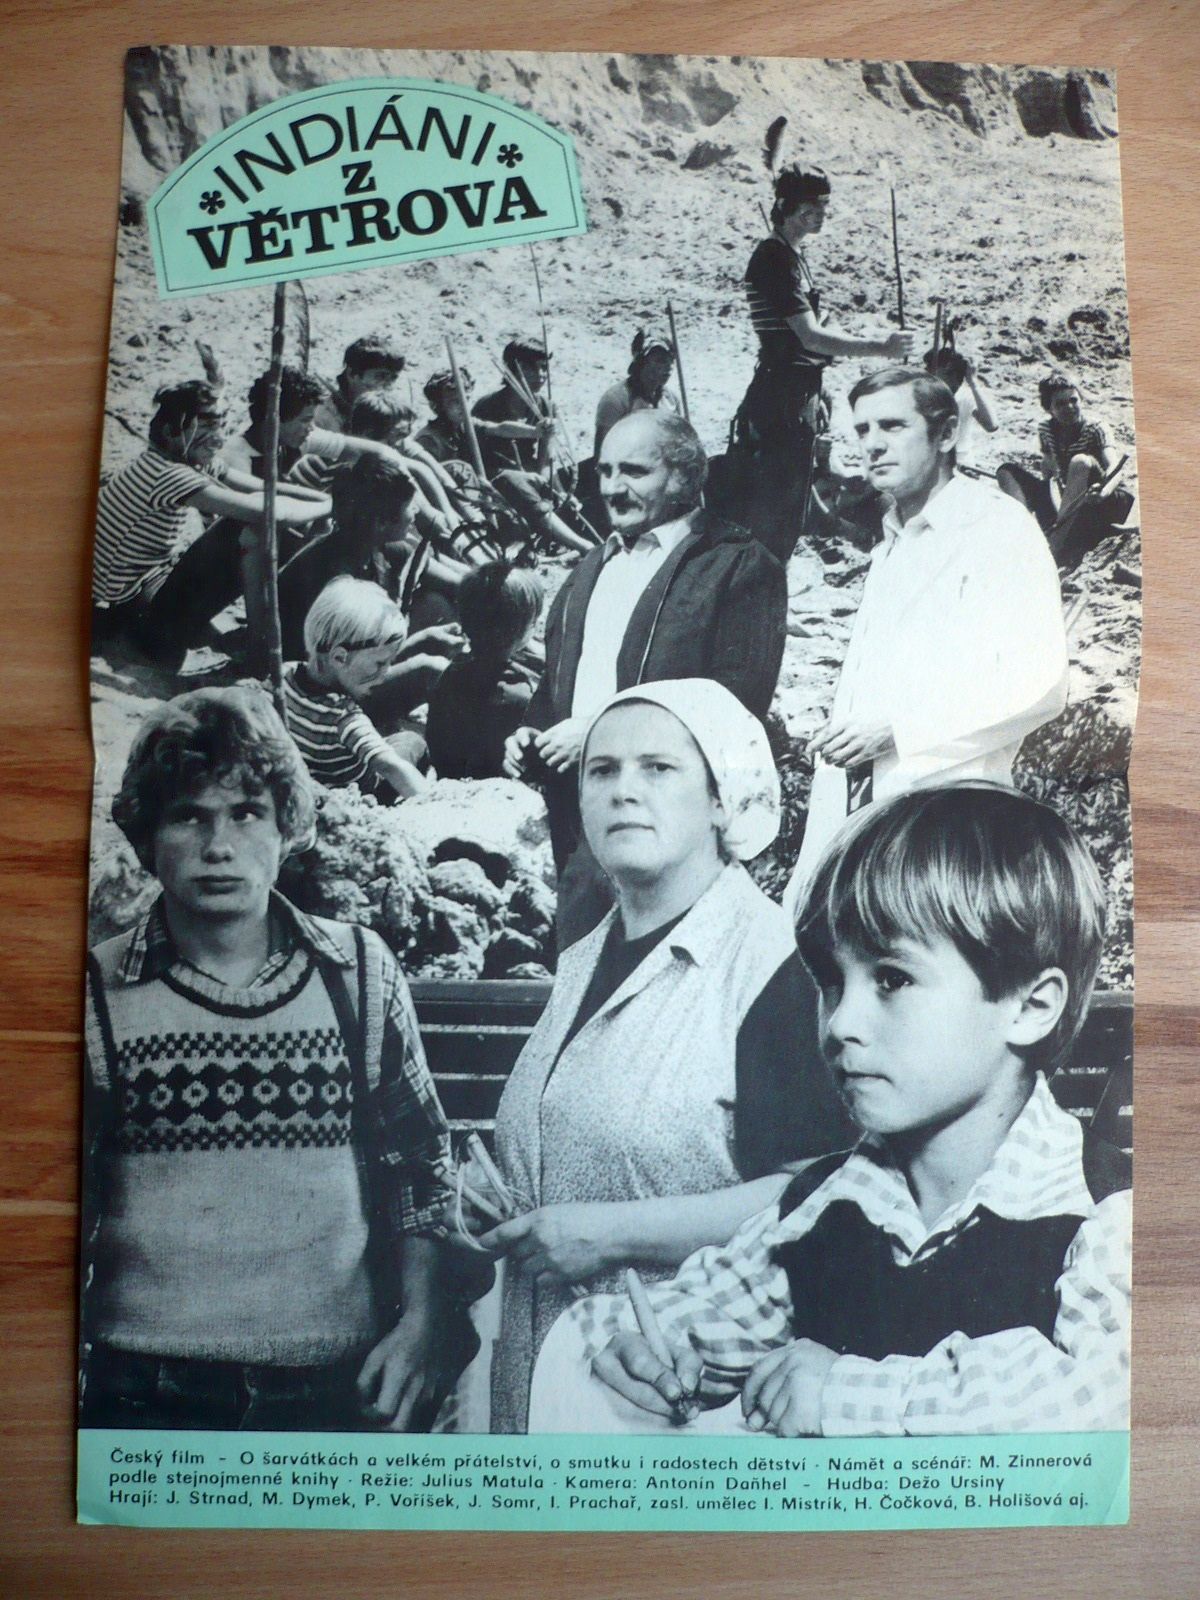 INDIÁNI
Z
VĚTROVA
Český film – O šarvátkách a velkém přátelství, o smutku i radostech dětství · Námět a scénář: M. Zinnerová
podle stejnojmenné knihy · Režie: Julius Matula · Kamera: Antonín Daňhel – Hudba: Dežo Ursiny
Hrají: J. Strnad, M. Dymek, P. Voříšek, J. Somr, I. Prachař, zasl. umělec I. Mistrík, H. Čočková, B. Holišová aj.